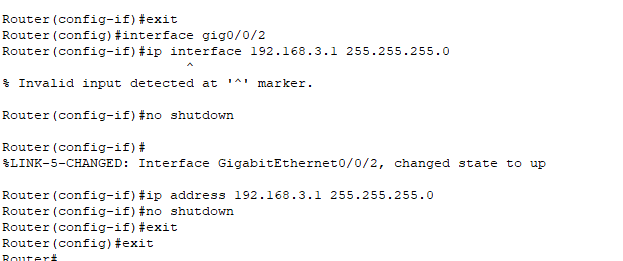 Router(config-if)#exit
Router(config)#interface gig0/0/2
Router(config-if)#ip interface 192.168.3.1 255.255.255.0
^
% Invalid input detected at '^' marker.
Router(config-if)#no shutdown
Router(config-if)#
%LINK-5-CHANGED: Interface GigabitEthernet0/0/2, changed state to up
Router(config-if)#ip address 192.168.3.1 255.255.255.0
Router(config-if)#no shutdown
Router(config-if)#exit
Router(config)#exit
Router#